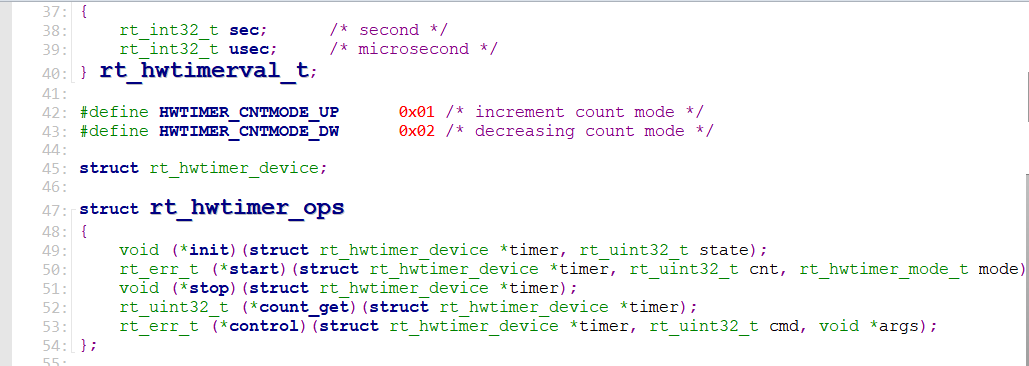 37: {
38:     rt_int32_t sec;      /* second */
39:     rt_int32_t usec;     /* microsecond */
40: } rt_hwtimerval_t;
41:
42: #define HWTIMER_CNTMODE_UP      0x01 /* increment count mode */
43: #define HWTIMER_CNTMODE_DW      0x02 /* decreasing count mode */
44:
45: struct rt_hwtimer_device;
46:
47: struct rt_hwtimer_ops
48: {
49:     void (*init)(struct rt_hwtimer_device *timer, rt_uint32_t state);
50:     rt_err_t (*start)(struct rt_hwtimer_device *timer, rt_uint32_t cnt, rt_hwtimer_mode_t mode)
51:     void (*stop)(struct rt_hwtimer_device *timer);
52:     rt_uint32_t (*count_get)(struct rt_hwtimer_device *timer);
53:     rt_err_t (*control)(struct rt_hwtimer_device *timer, rt_uint32_t cmd, void *args);
54: };
55: